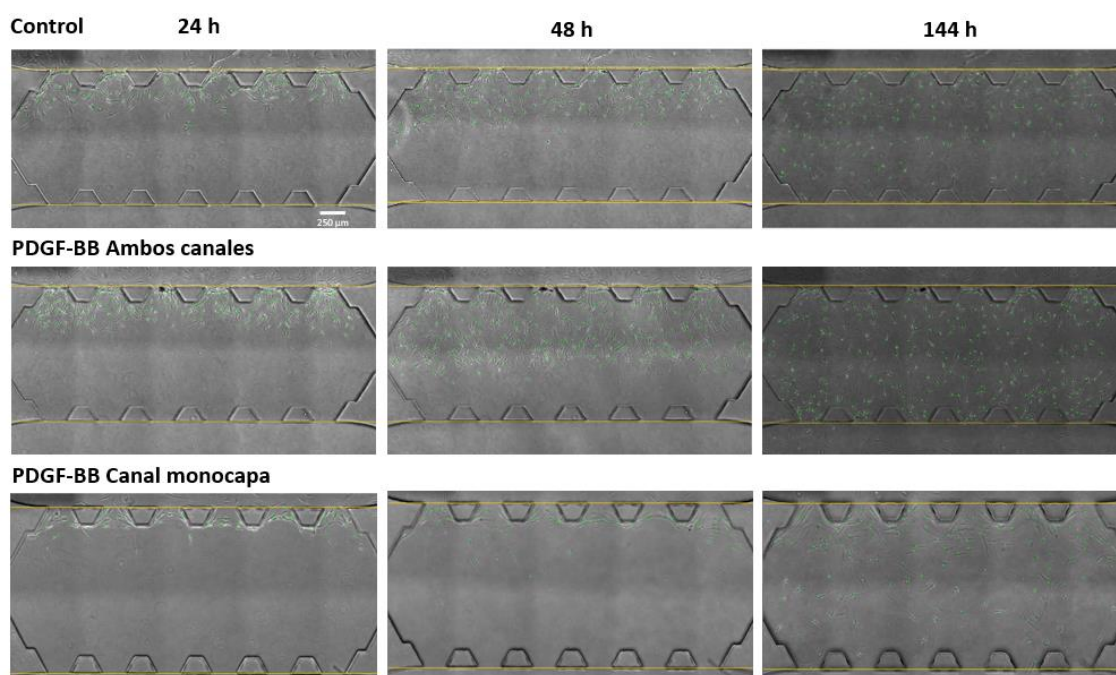 Control 24 h 48 h 144 h
250 µm
PDGF-BB Ambos canales
PDGF-BB Canal monocapa